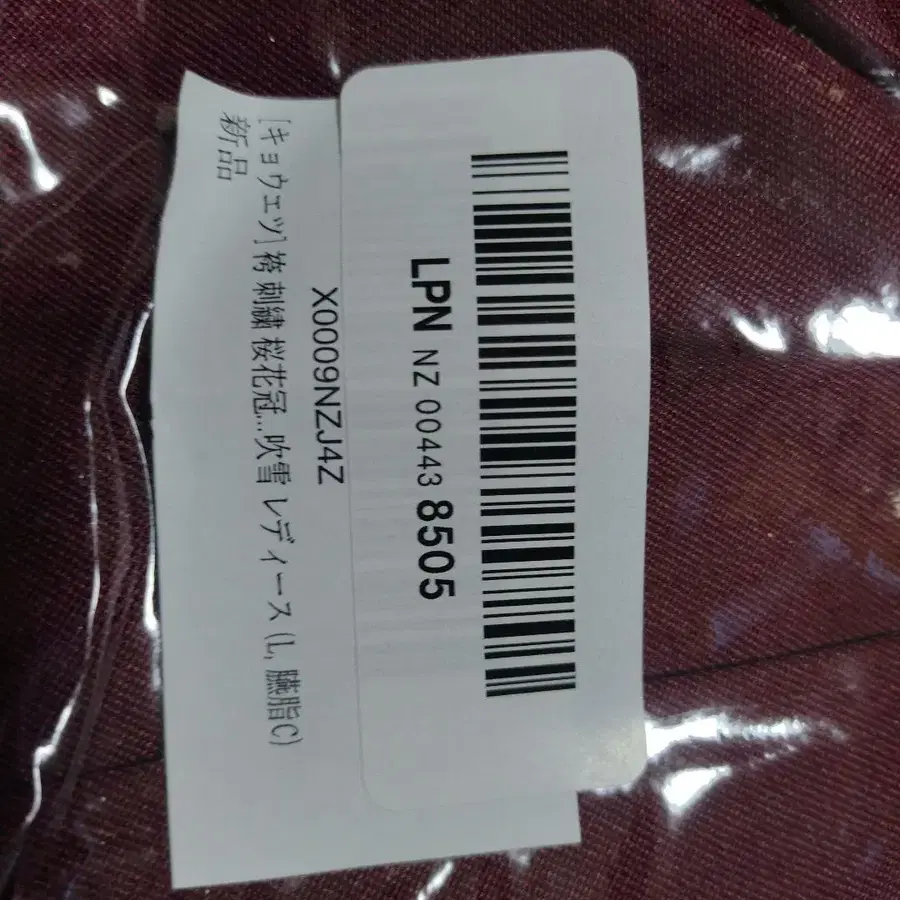 LPN NZ 00443 8505
X0009NZJ4Z
[キョウエツ] 袴 刺繍 桜花冠...吹雪 レディース (L, 臙脂C)
新品